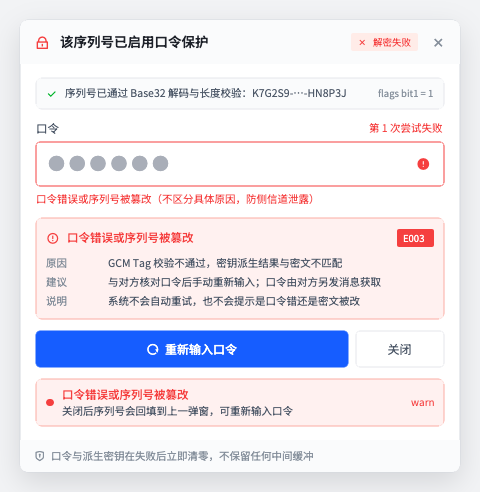 该序列号已启用口令保护
解密失败
序列号已通过 Base32 解码与长度校验：K7G2S9-···-HN8P3J flags bit1 = 1
口令 第 1 次尝试失败
口令错误或序列号被篡改（不区分具体原因，防侧信道泄露）
口令错误或序列号被篡改 E003
原因 GCM Tag 校验不通过，密钥派生结果与密文不匹配
建议 与对方核对口令后手动重新输入；口令由对方另发消息获取
说明 系统不会自动重试，也不会提示是口令错还是密文被改
重新输入口令 关闭
口令错误或序列号被篡改
关闭后序列号会回填到上一弹窗，可重新输入口令 warn
口令与派生密钥在失败后立即清零，不保留任何中间缓冲